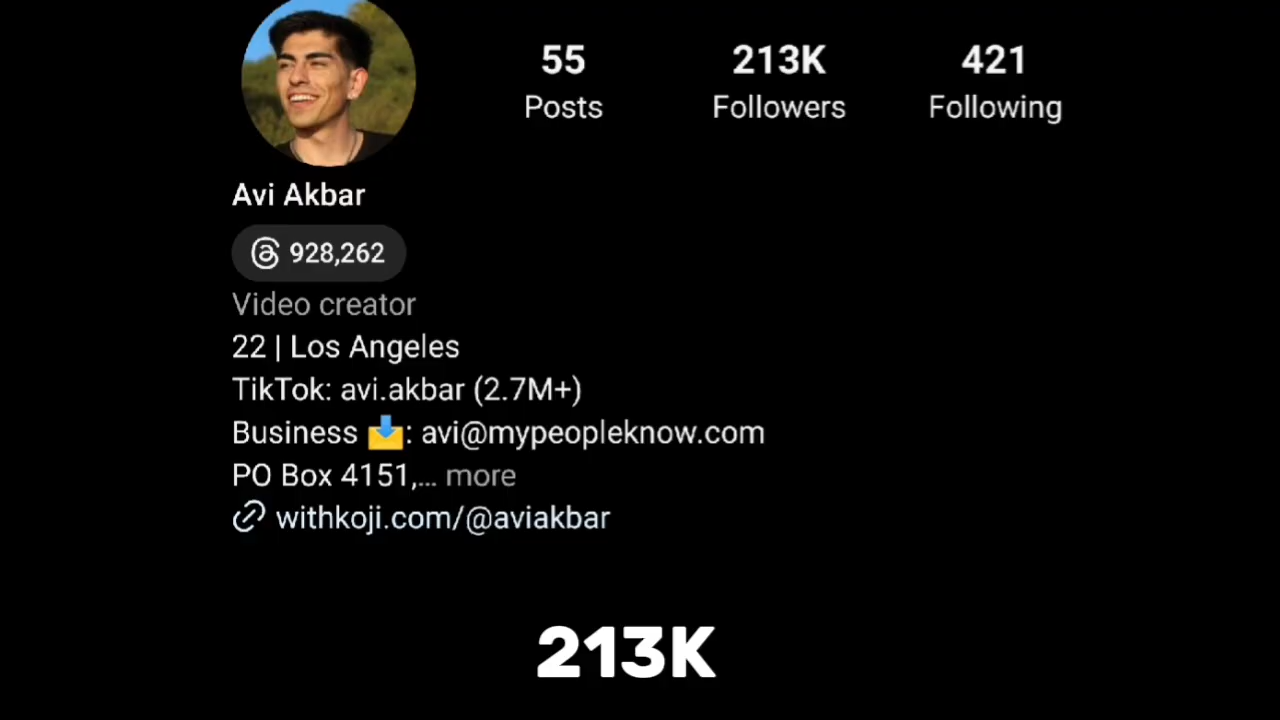 55 213K 421
Posts Followers Following
Avi Akbar
928,262
Video creator
22 | Los Angeles
TikTok: avi.akbar (2.7M+)
Business 📩: avi@mypeopleknow.com
PO Box 4151,... more
withkoji.com/@aviakbar
213K